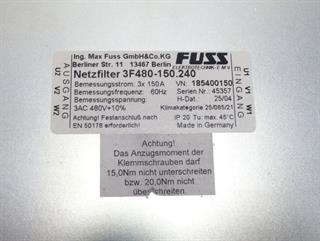 Ing. Max Fuss GmbH&Co.KG
Berliner Str. 11 13467 Berlin
FUSS
ELEKTROTECHNIK-EMV
Netzfilter 3F480-150.240
Bemessungsstrom: 3x 150A
VN: 185400150
Bemessungsfrequenz: 60Hz
Serien.Nr: 45357
Bemessungsspannung:
H-Dat.: 25/04
3AC 480V+10%
Klimakategorie 25/085/21
Achtung! Festanschluß nach
IP 20 Tu: max. 45°C
EN 50178 erforderlich!
AUSGANG
U2 V2 W2
EINGANG
U1 V1 W1
Achtung!
Das Anzugsmoment der
Klemmschrauben darf
15,0Nm nicht unterschreiten
bzw. 20,0Nm nicht
überschreiten.